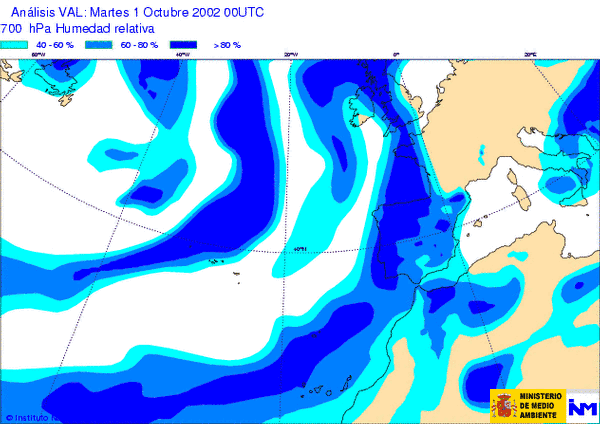 Análisis VAL: Martes 1 Octubre 2002 00UTC
700 hPa Humedad relativa
40 - 60 % 60 - 80 % > 80 %
40°W 20°W 0° 20°E
40°N
© Instituto
MINISTERIO
DE MEDIO
AMBIENTE
INM